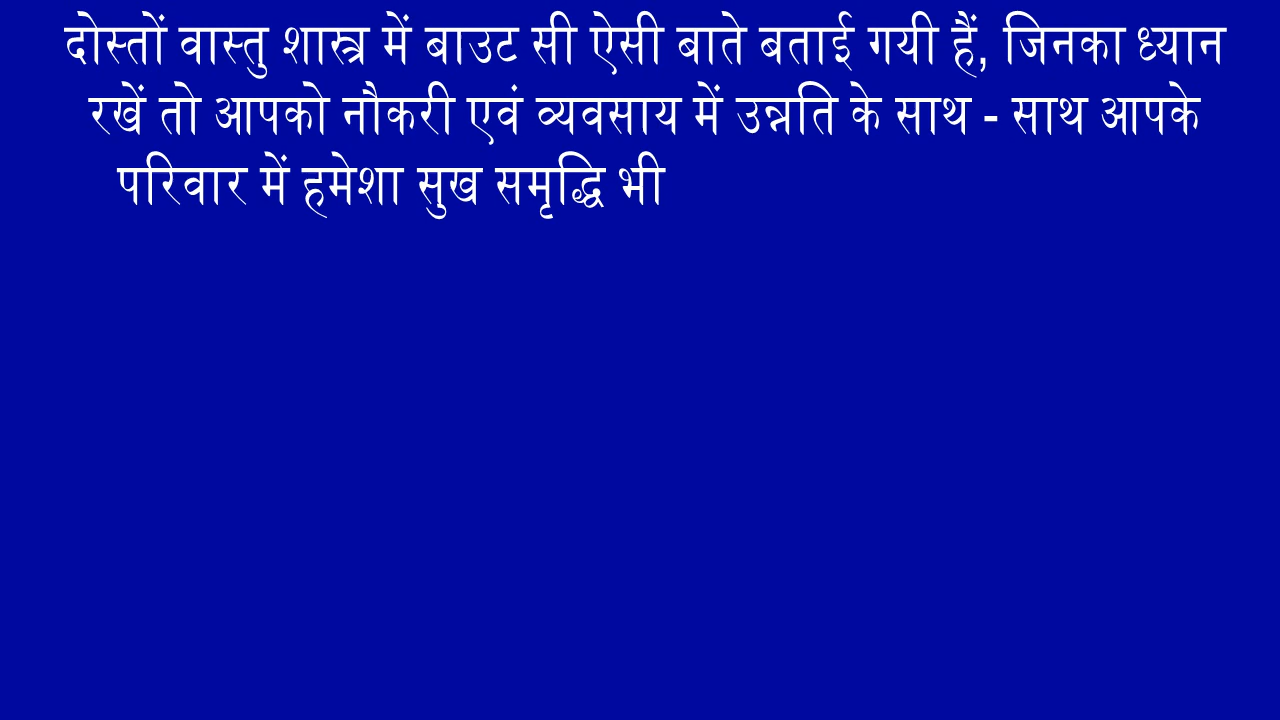 दोस्तों वास्तु शास्त्र में बाउट सी ऐसी बाते बताई गयी हैं, जिनका ध्यान
रखें तो आपको नौकरी एवं व्यवसाय में उन्नति के साथ - साथ आपके
परिवार में हमेशा सुख समृद्धि भी